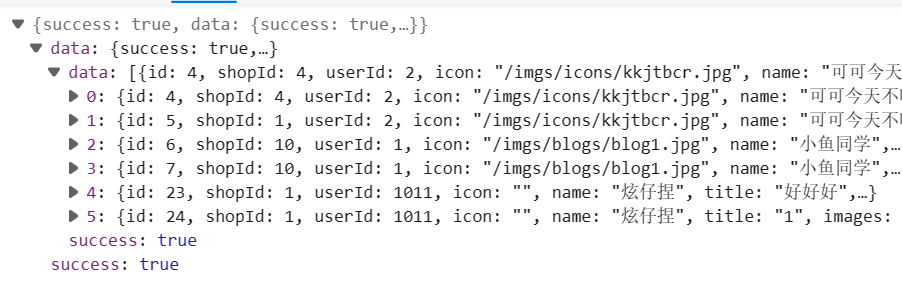 {success: true, data: {success: true,…}}
data: {success: true,…}
data: [{id: 4, shopId: 4, userId: 2, icon: "/imgs/icons/kkjtbcr.jpg", name: "可可今天
0: {id: 4, shopId: 4, userId: 2, icon: "/imgs/icons/kkjtbcr.jpg", name: "可可今天不
1: {id: 5, shopId: 1, userId: 2, icon: "/imgs/icons/kkjtbcr.jpg", name: "可可今天不
2: {id: 6, shopId: 10, userId: 1, icon: "/imgs/blogs/blog1.jpg", name: "小鱼同学",…
3: {id: 7, shopId: 10, userId: 1, icon: "/imgs/blogs/blog1.jpg", name: "小鱼同学",…
4: {id: 23, shopId: 1, userId: 1011, icon: "", name: "炫仔捏", title: "好好好",…}
5: {id: 24, shopId: 1, userId: 1011, icon: "", name: "炫仔捏", title: "1", images:
success: true
success: true